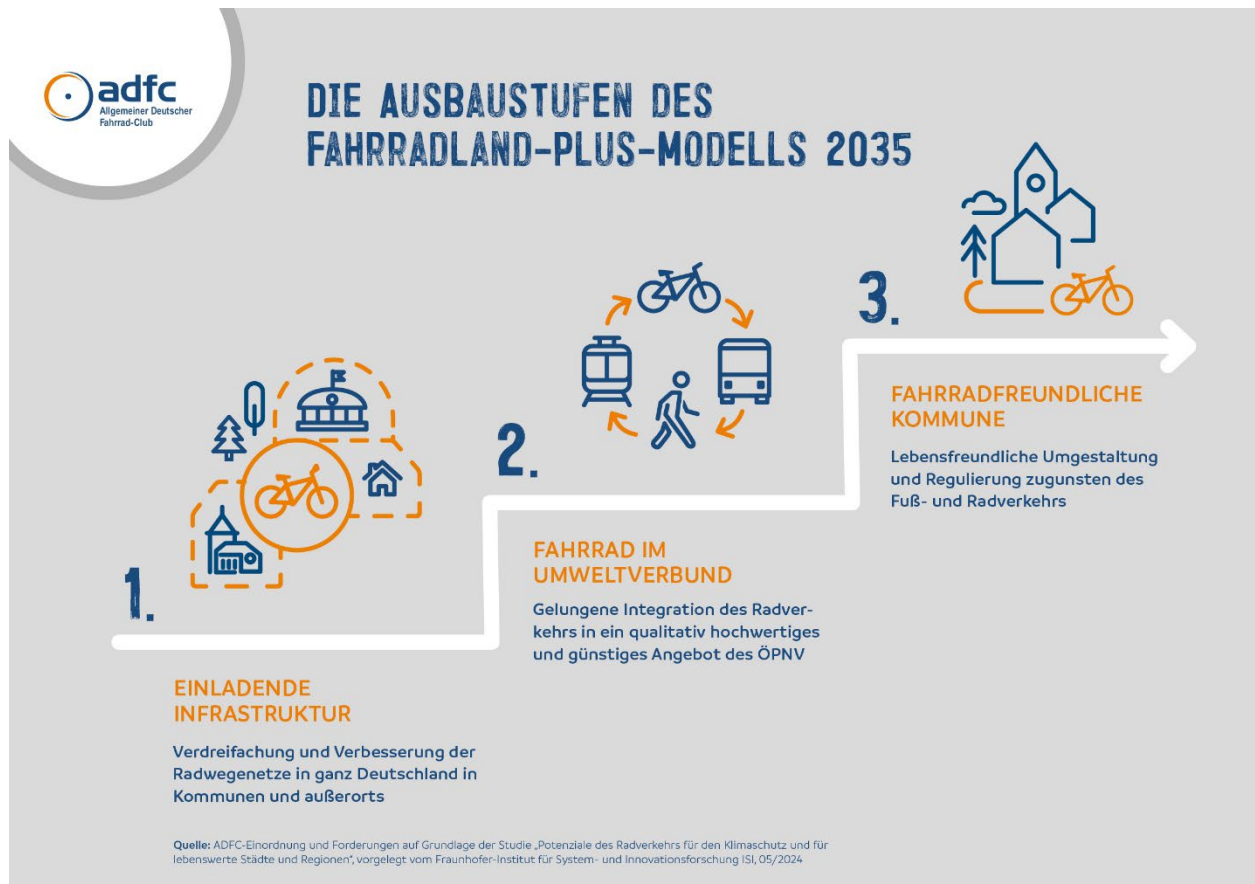 adfc
Allgemeiner Deutscher
Fahrrad-Club
DIE AUSBAUSTUFEN DES
FAHRRADLAND-PLUS-MODELLS 2035
1.
EINLADENDE
INFRASTRUKTUR
Verdreifachung und Verbesserung der
Radwegenetze in ganz Deutschland in
Kommunen und außerorts
2.
FAHRRAD IM
UMWELTVERBUND
Gelungene Integration des Radver-
kehrs in ein qualitativ hochwertiges
und günstiges Angebot des ÖPNV
3.
FAHRRADFREUNDLICHE
KOMMUNE
Lebensfreundliche Umgestaltung
und Regulierung zugunsten des
Fuß- und Radverkehrs
Quelle: ADFC-Einordnung und Forderungen auf Grundlage der Studie „Potenziale des Radverkehrs für den Klimaschutz und für
lebenswerte Städte und Regionen“, vorgelegt vom Fraunhofer-Institut für System- und Innovationsforschung ISI, 05/2024